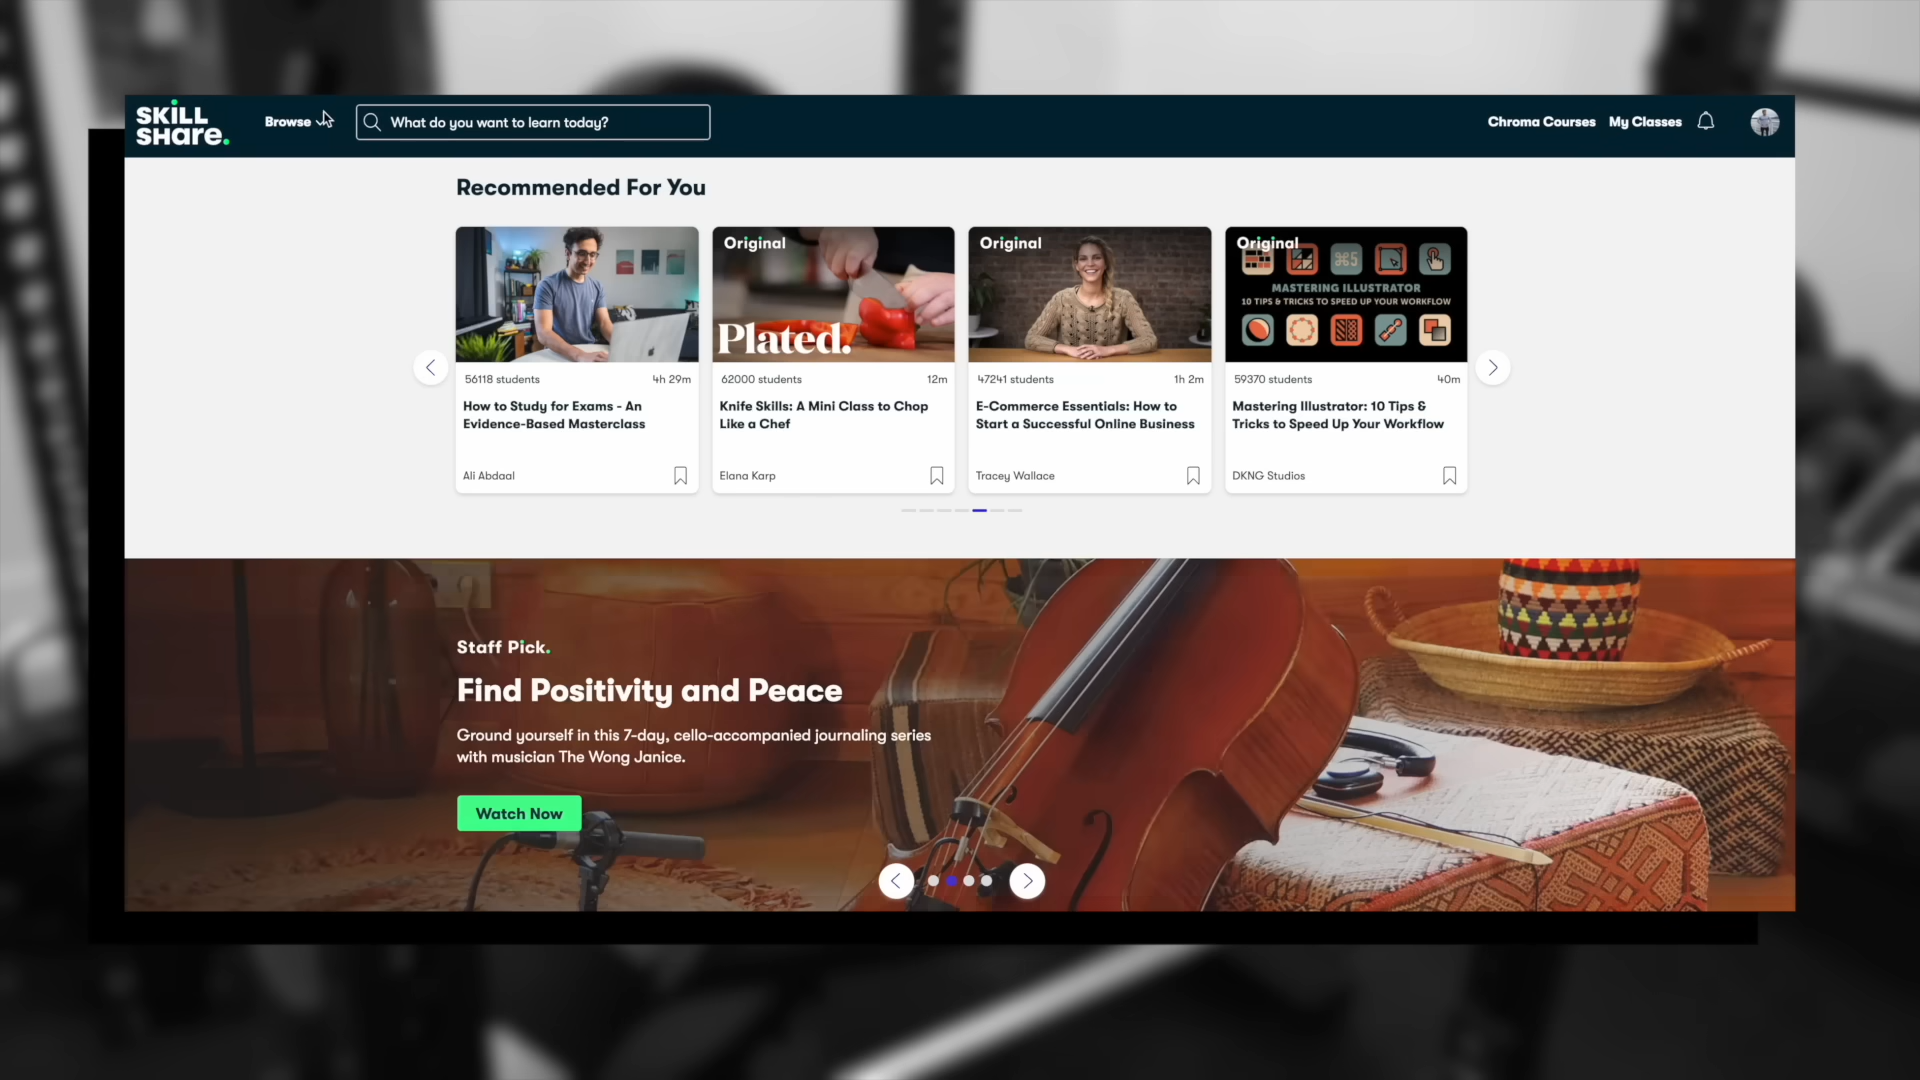 SKILL
SHare.
Browse
What do you want to learn today?
Chroma Courses
My Classes
Recommended For You
Original
Plated.
Original
Original
⌘5
MASTERING ILLUSTRATOR
10 TIPS & TRICKS TO SPEED UP YOUR WORKFLOW
56118 students
4h 29m
How to Study for Exams - An
Evidence-Based Masterclass
Ali Abdaal
62000 students
12m
Knife Skills: A Mini Class to Chop
Like a Chef
Elana Karp
47241 students
1h 2m
E-Commerce Essentials: How to
Start a Successful Online Business
Tracey Wallace
59370 students
40m
Mastering Illustrator: 10 Tips &
Tricks to Speed Up Your Workflow
DKNG Studios
Staff Pick.
Find Positivity and Peace
Ground yourself in this 7-day, cello-accompanied journaling series
with musician The Wong Janice.
Watch Now